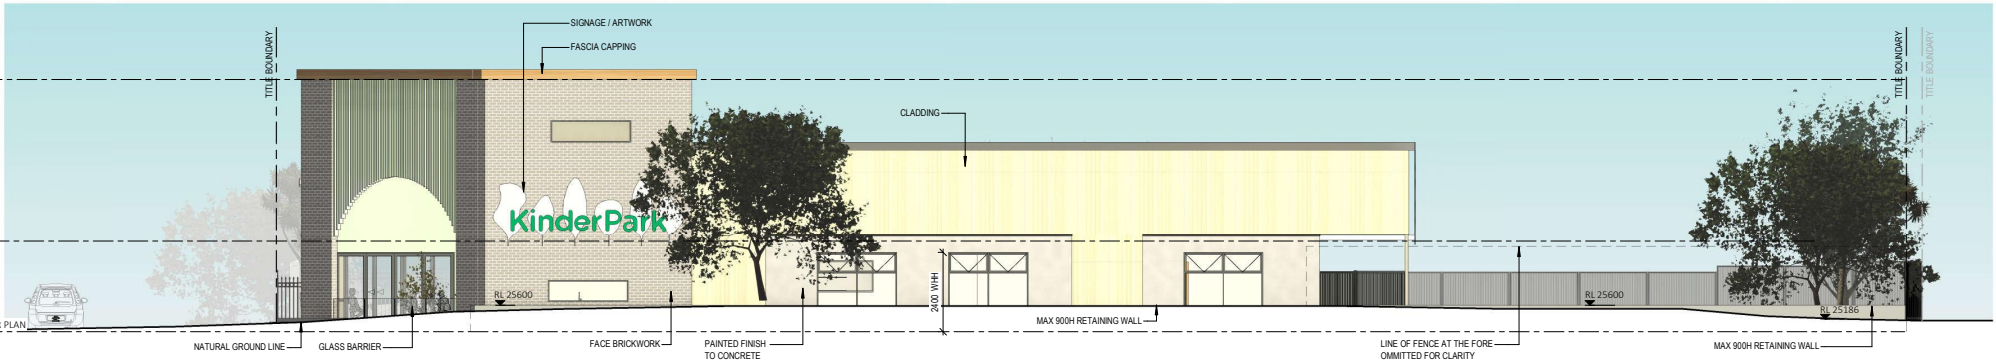 SIGNAGE / ARTWORK
FASCIA CAPPING
TITLE BOUNDARY
TITLE BOUNDARY
TITLE BOUNDARY
CLADDING
KinderPark
2400 WHH
RL 25600
RL 25600
RL 25186
PLAN
NATURAL GROUND LINE
GLASS BARRIER
FACE BRICKWORK
PAINTED FINISH
TO CONCRETE
MAX 900H RETAINING WALL
LINE OF FENCE AT THE FORE
OMMITTED FOR CLARITY
MAX 900H RETAINING WALL